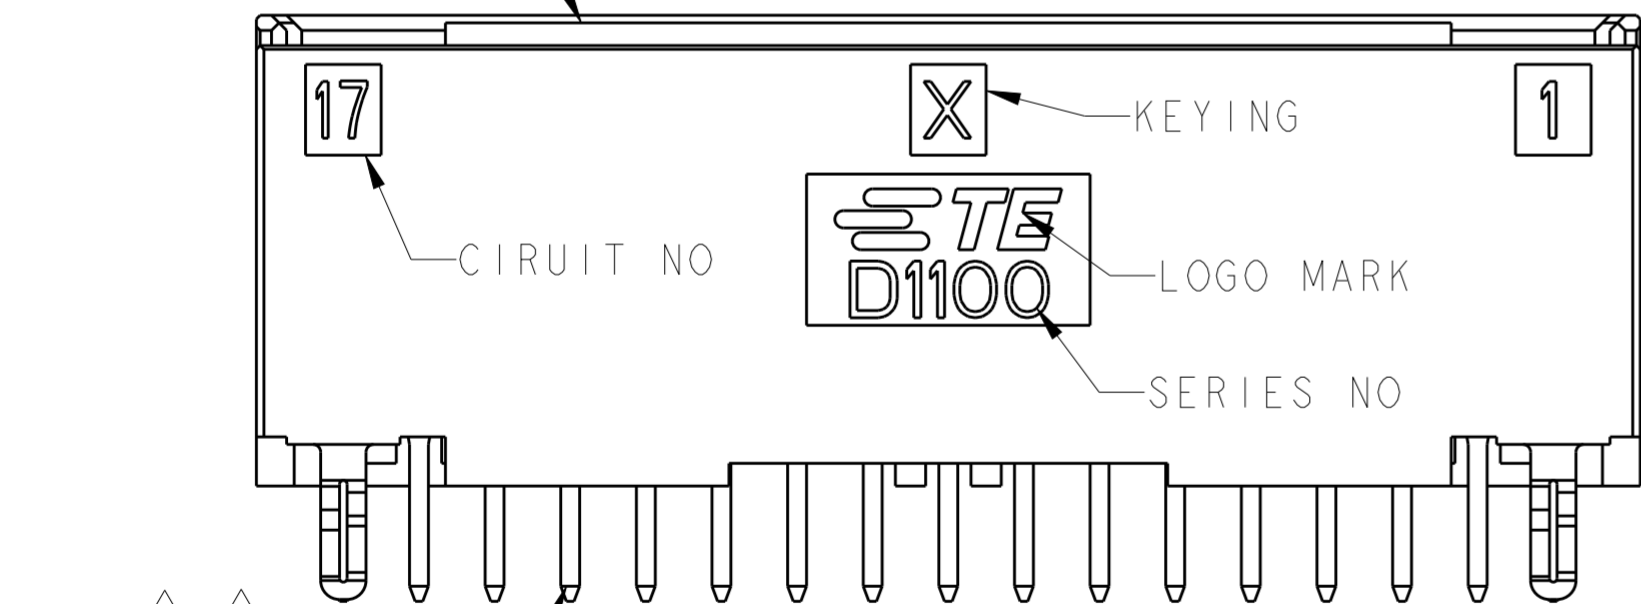 17
X
KEYING
1
TE
CIRUIT NO
D1100
LOGO MARK
SERIES NO